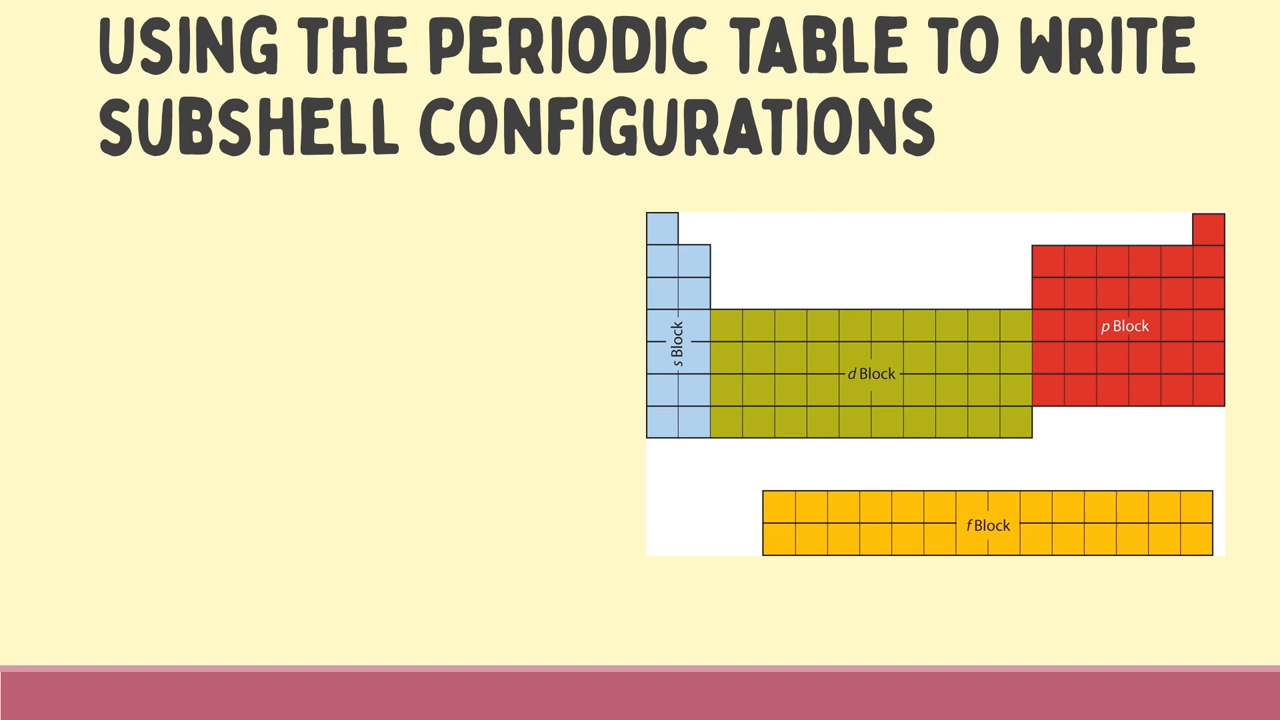 USING THE PERIODIC TABLE TO WRITE
SUBSHELL CONFIGURATIONS
s Block
p Block
d Block
f Block